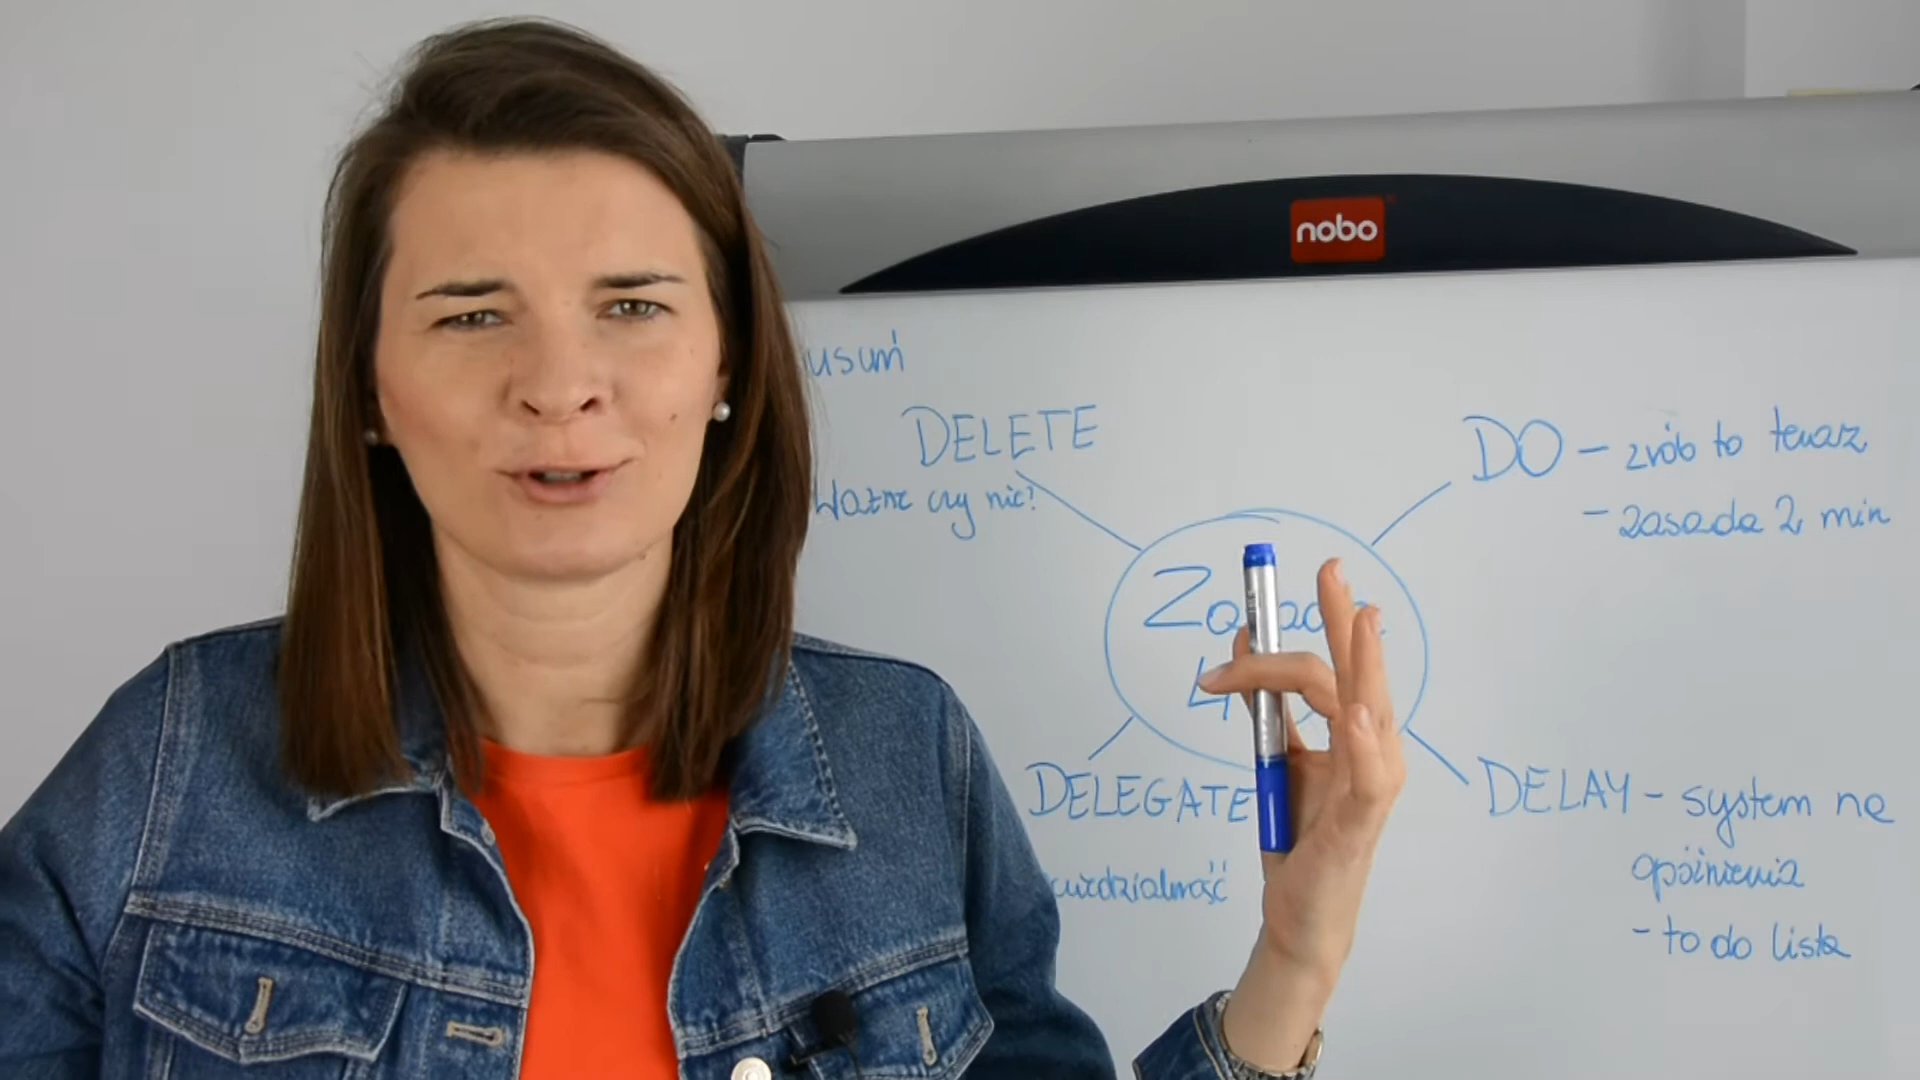 nobo
usuń
DELETE
Ważne czy nie?
DO - zrób to teraz
- zasada 2 min
4
DELEGATE
DELAY - system na
opóźnienia
- to do lista